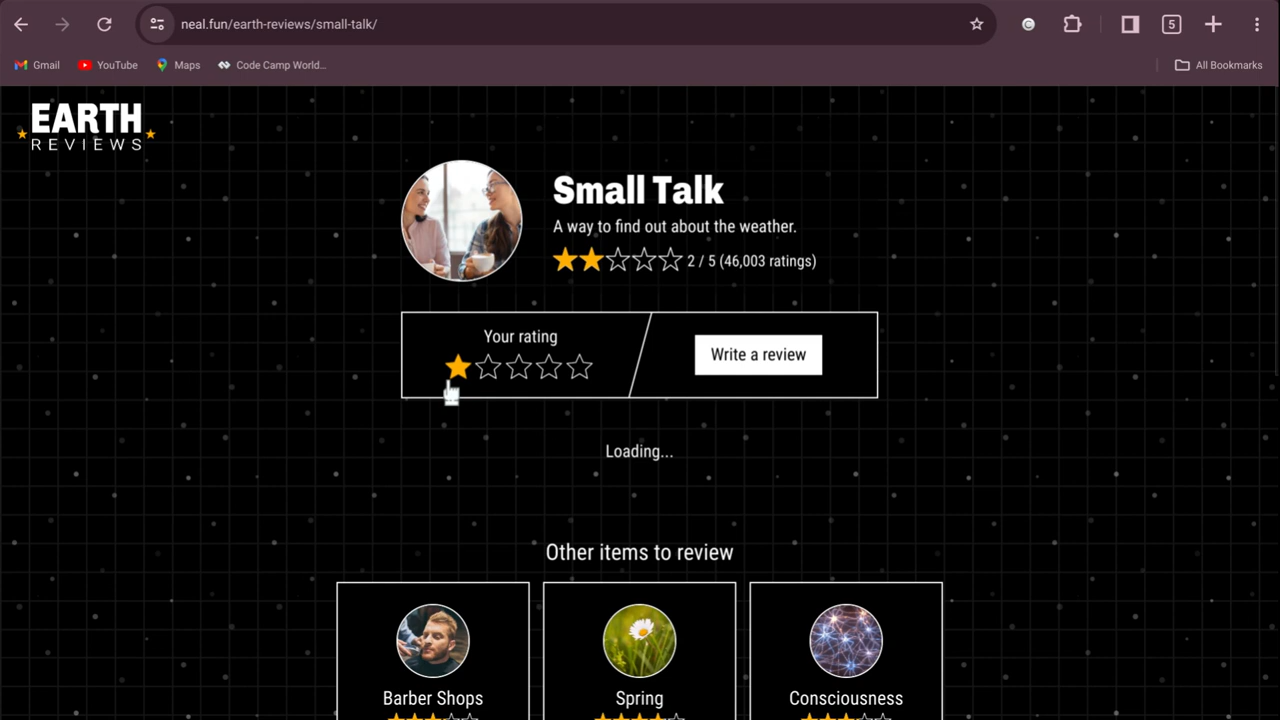 neal.fun/earth-reviews/small-talk/
5
Gmail
YouTube
Maps
Code Camp World...
All Bookmarks
EARTH
REVIEWS
Small Talk
A way to find out about the weather.
2 / 5 (46,003 ratings)
Your rating
Write a review
Loading...
Other items to review
Barber Shops
Spring
Consciousness